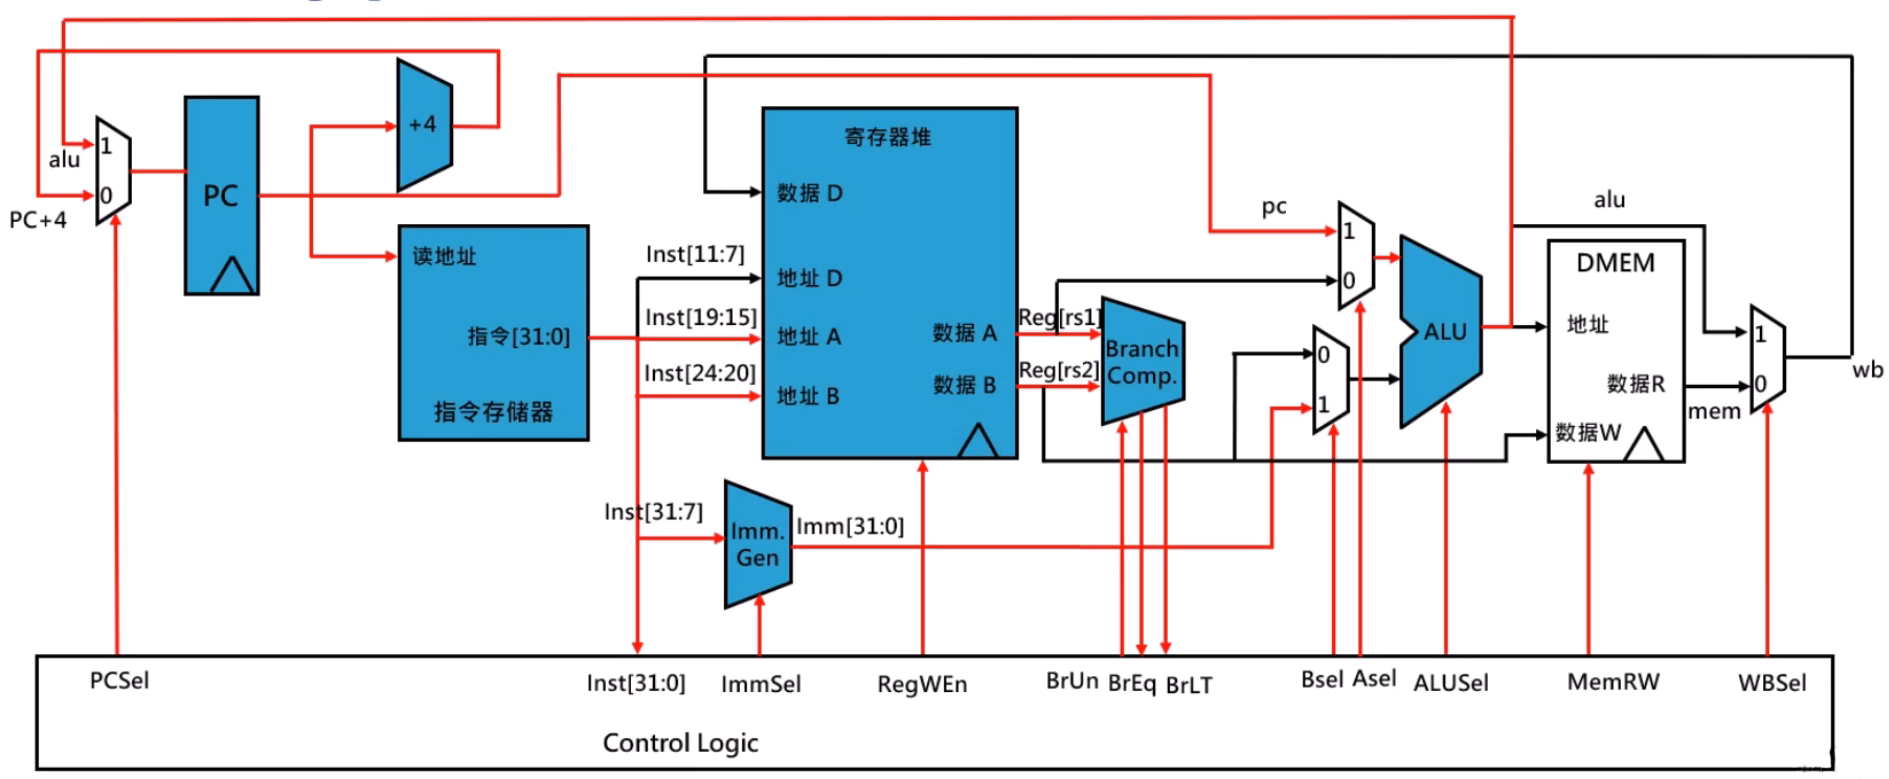 alu
1
0
PC+4
PC
+4
读地址
指令[31:0]
指令存储器
寄存器堆
数据 D
Inst[11:7]
地址 D
Inst[19:15]
地址 A
Inst[24:20]
地址 B
数据 A
数据 B
Reg[rs1]
Reg[rs2]
Branch
Comp.
Inst[31:7]
Imm.
Gen
Imm[31:0]
pc
1
0
0
1
ALU
alu
DMEM
地址
数据R
数据W
mem
1
0
wb
PCSel
Inst[31:0]
ImmSel
RegWEn
BrUn
BrEq
BrLT
Bsel
Asel
ALUSel
MemRW
WBSel
Control Logic